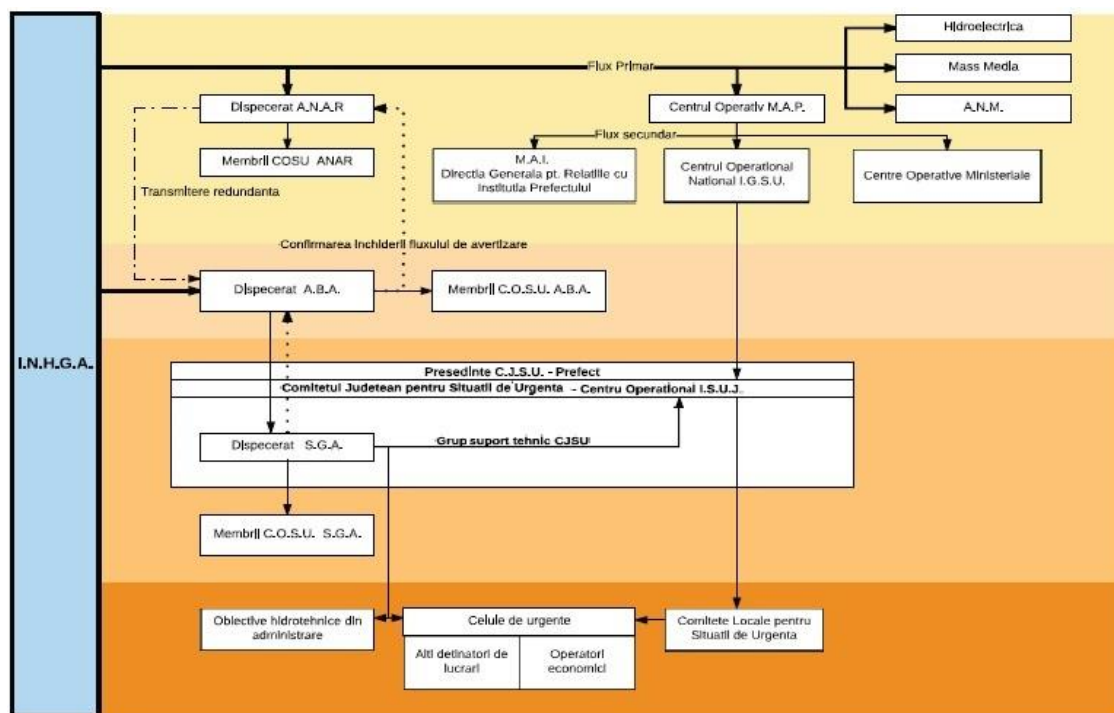 Hidroelectrica
Flux Primar
Mass Media
Dispecerat A.N.A.R
Centrul Operativ M.A.P.
A.N.M.
Flux secundar
Membrii COSU ANAR
M.A.I.
Directia Generala pt. Relatiile cu
Institutia Prefectului
Centrul Operational
National I.G.S.U.
Centre Operative Ministeriale
Transmitere redundanta
Confirmarea inchiderii fluxului de avertizare
Dispecerat A.B.A.
Membrii C.O.S.U. A.B.A.
I.N.H.G.A.
Presedinte C.J.S.U. - Prefect
Comitetul Judetean pentru Situatii de Urgenta - Centru Operational I.S.U.J.
Dispecerat S.G.A.
Grup suport tehnic CJSU
Membrii C.O.S.U. S.G.A.
Obiective hidrotehnice din
administrare
Celule de urgente
Comitete Locale pentru
Situatii de Urgenta
Alti detinatori de
lucrari
Operatori
economici